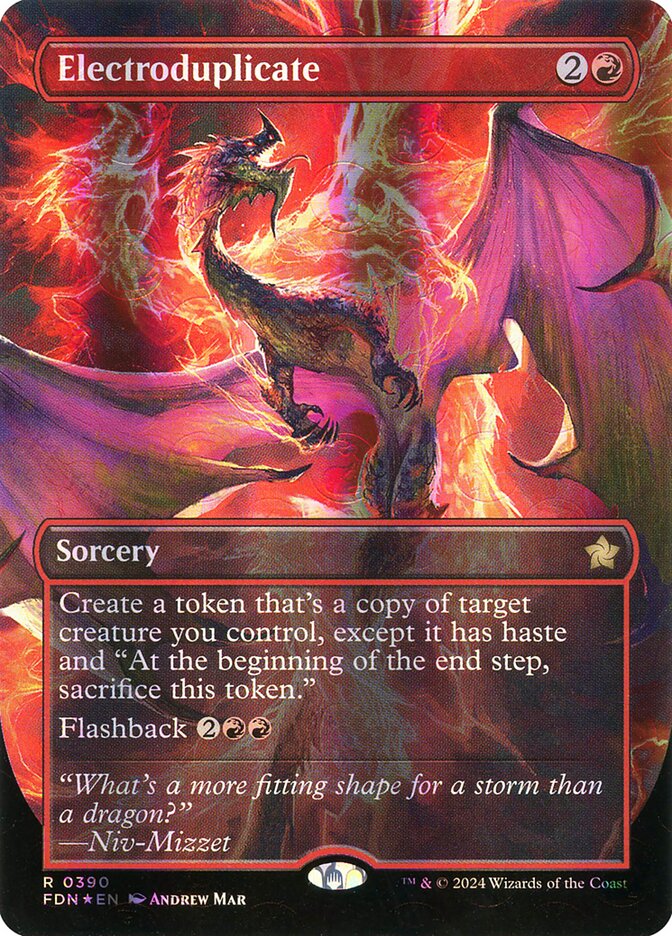 Electroduplicate 2
Sorcery
Create a token that's a copy of target
creature you control, except it has haste
and “At the beginning of the end step,
sacrifice this token.”
Flashback 2
“What's a more fitting shape for a storm than
a dragon?”
—Niv-Mizzet
R 0390
FDN★EN Andrew Mar
™ & © 2024 Wizards of the Coast